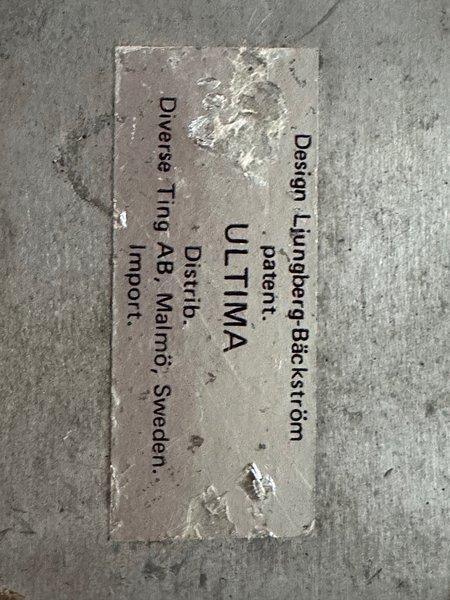 Design Ljungberg-Bäckström
patent.
ULTIMA
Distrib.
Diverse Ting AB, Malmö, Sweden.
Import.